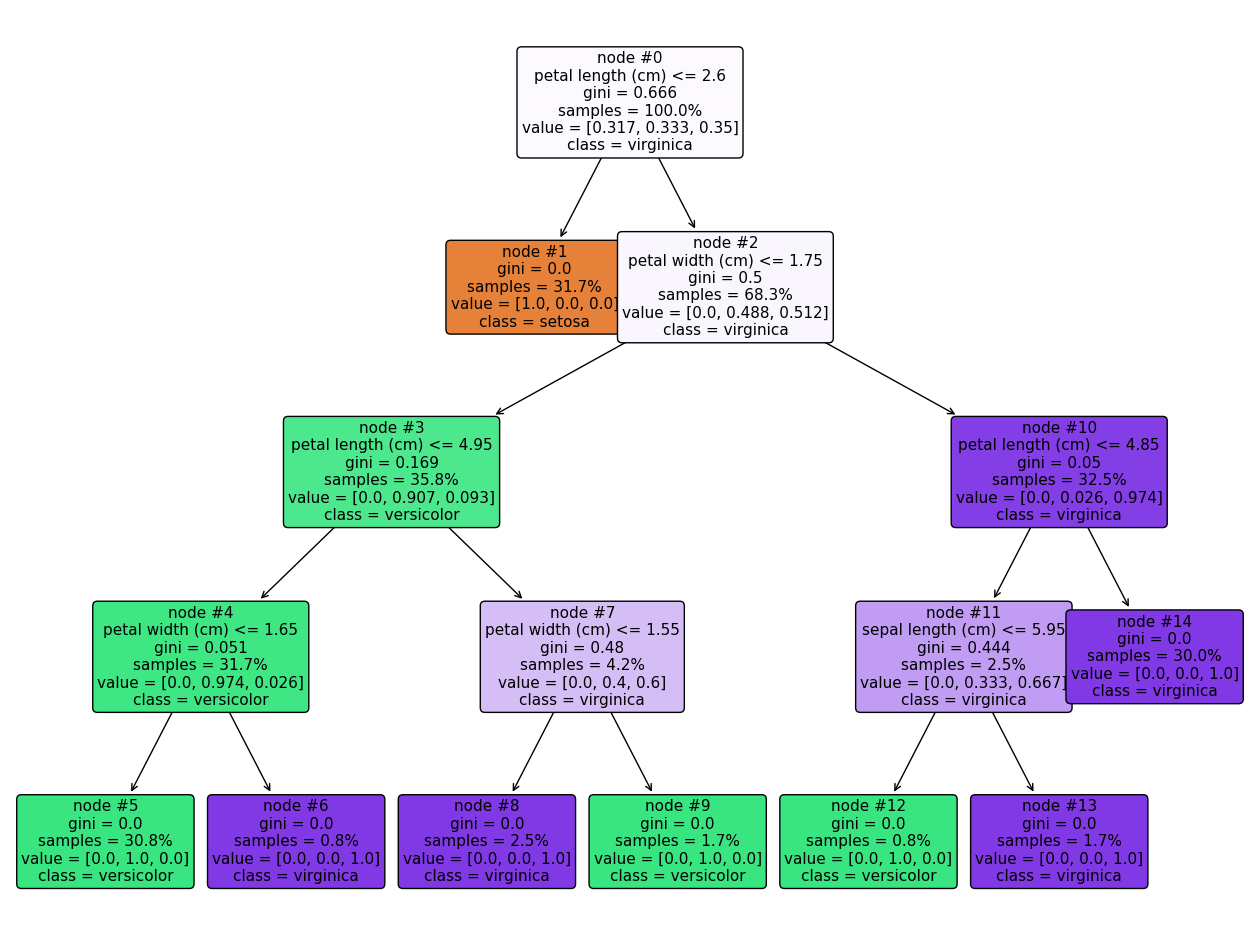 node #0
petal length (cm) <= 2.6
gini = 0.666
samples = 100.0%
value = [0.317, 0.333, 0.35]
class = virginica
node #1
gini = 0.0
samples = 31.7%
value = [1.0, 0.0, 0.0]
class = setosa
node #2
petal width (cm) <= 1.75
gini = 0.5
samples = 68.3%
value = [0.0, 0.488, 0.512]
class = virginica
node #3
petal length (cm) <= 4.95
gini = 0.169
samples = 35.8%
value = [0.0, 0.907, 0.093]
class = versicolor
node #10
petal length (cm) <= 4.85
gini = 0.05
samples = 32.5%
value = [0.0, 0.026, 0.974]
class = virginica
node #4
petal width (cm) <= 1.65
gini = 0.051
samples = 31.7%
value = [0.0, 0.974, 0.026]
class = versicolor
node #7
petal width (cm) <= 1.55
gini = 0.48
samples = 4.2%
value = [0.0, 0.4, 0.6]
class = virginica
node #11
sepal length (cm) <= 5.95
gini = 0.444
samples = 2.5%
value = [0.0, 0.333, 0.667]
class = virginica
node #14
gini = 0.0
samples = 30.0%
value = [0.0, 0.0, 1.0]
class = virginica
node #5
gini = 0.0
samples = 30.8%
value = [0.0, 1.0, 0.0]
class = versicolor
node #6
gini = 0.0
samples = 0.8%
value = [0.0, 0.0, 1.0]
class = virginica
node #8
gini = 0.0
samples = 2.5%
value = [0.0, 0.0, 1.0]
class = virginica
node #9
gini = 0.0
samples = 1.7%
value = [0.0, 1.0, 0.0]
class = versicolor
node #12
gini = 0.0
samples = 0.8%
value = [0.0, 1.0, 0.0]
class = versicolor
node #13
gini = 0.0
samples = 1.7%
value = [0.0, 0.0, 1.0]
class = virginica